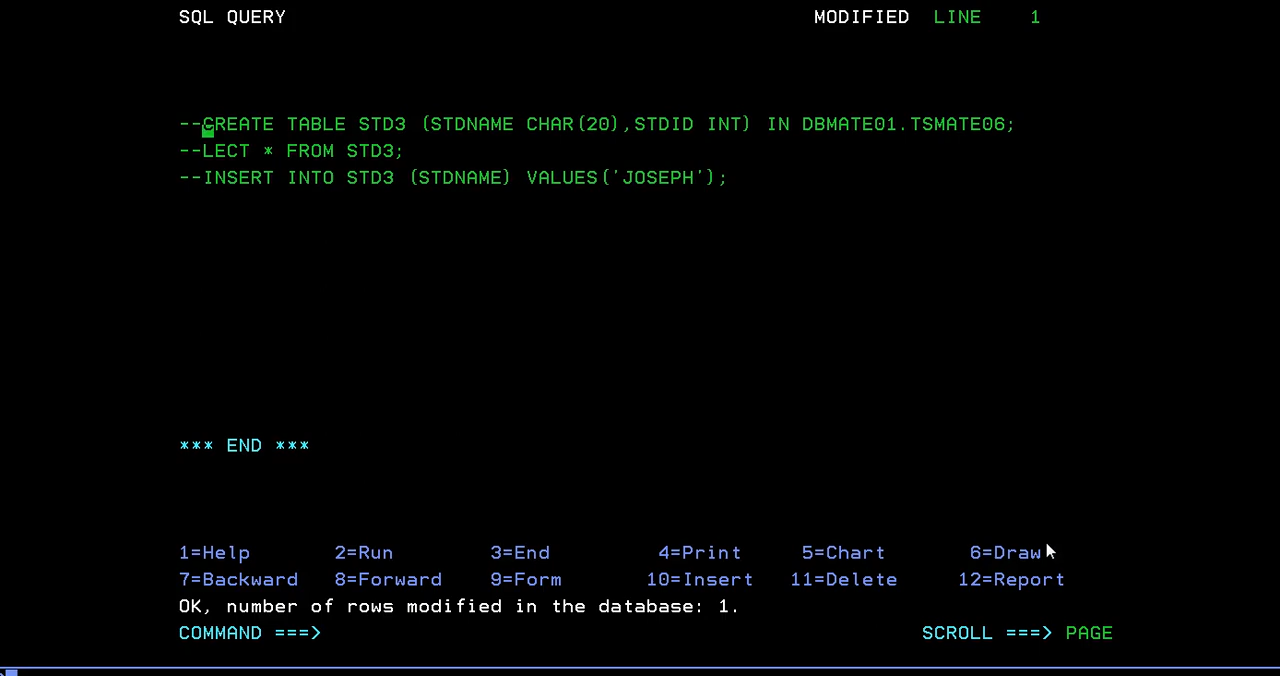 SQL QUERY MODIFIED LINE 1
--CREATE TABLE STD3 (STDNAME CHAR(20),STDID INT) IN DBMATE01.TSMATE06;
--LECT * FROM STD3;
--INSERT INTO STD3 (STDNAME) VALUES('JOSEPH');
*** END ***
1=Help 2=Run 3=End 4=Print 5=Chart 6=Draw
7=Backward 8=Forward 9=Form 10=Insert 11=Delete 12=Report
OK, number of rows modified in the database: 1.
COMMAND ===> SCROLL ===> PAGE